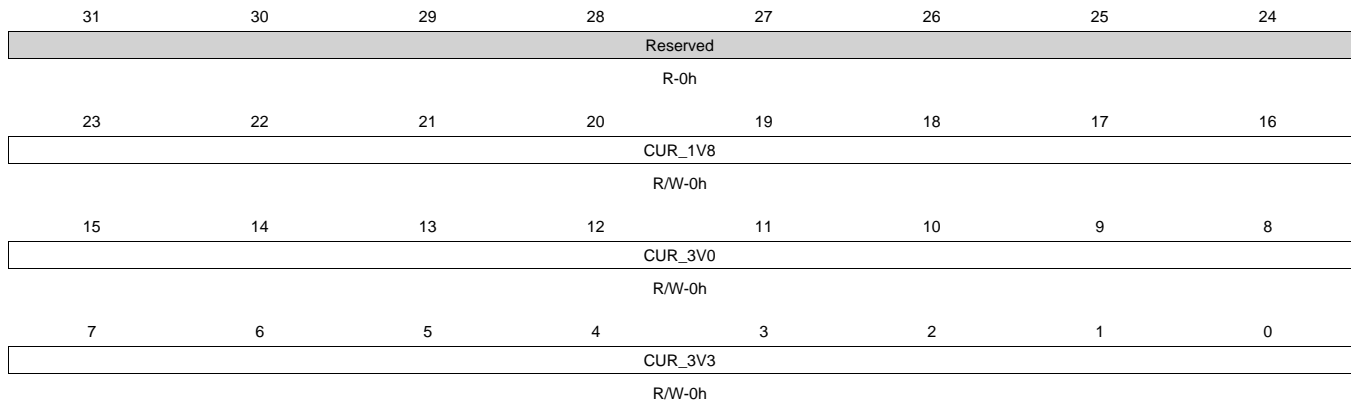 31 30 29 28 27 26 25 24
Reserved
R-0h
23 22 21 20 19 18 17 16
CUR_1V8
R/W-0h
15 14 13 12 11 10 9 8
CUR_3V0
R/W-0h
7 6 5 4 3 2 1 0
CUR_3V3
R/W-0h